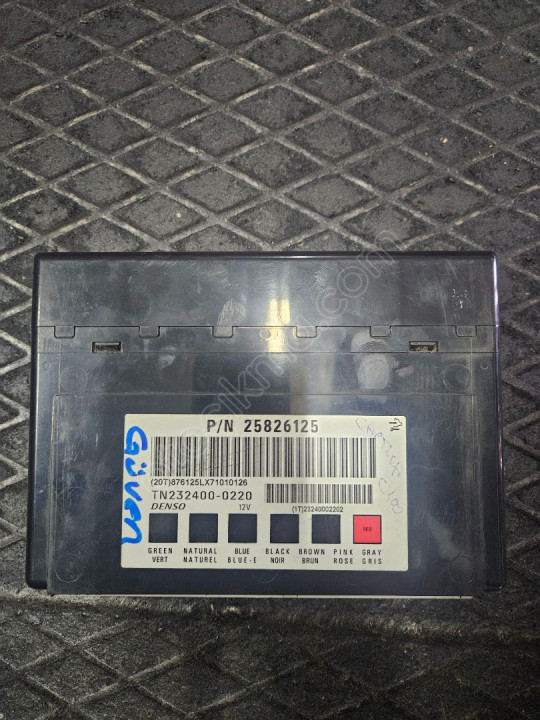 P/N 25826125
(20T)876125LX71010126
TN232400-0220
DENSO 12V
(1T)23240002202
RED
GREEN NATURAL BLUE BLACK BROWN PINK GRAY
VERT NATUREL BLUE-E NOIR BRUN ROSE GRIS
Güven